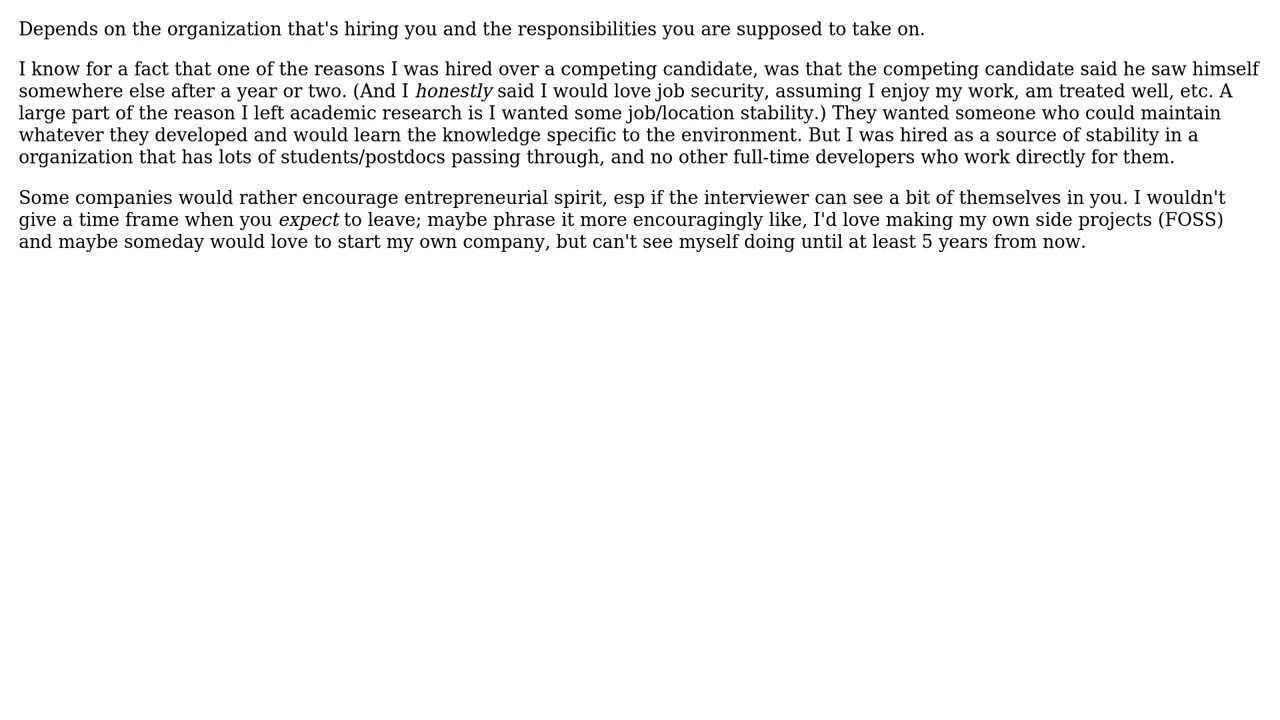 Depends on the organization that's hiring you and the responsibilities you are supposed to take on.
I know for a fact that one of the reasons I was hired over a competing candidate, was that the competing candidate said he saw himself
somewhere else after a year or two. (And I honestly said I would love job security, assuming I enjoy my work, am treated well, etc. A
large part of the reason I left academic research is I wanted some job/location stability.) They wanted someone who could maintain
whatever they developed and would learn the knowledge specific to the environment. But I was hired as a source of stability in a
organization that has lots of students/postdocs passing through, and no other full-time developers who work directly for them.
Some companies would rather encourage entrepreneurial spirit, esp if the interviewer can see a bit of themselves in you. I wouldn't
give a time frame when you expect to leave; maybe phrase it more encouragingly like, I'd love making my own side projects (FOSS)
and maybe someday would love to start my own company, but can't see myself doing until at least 5 years from now.